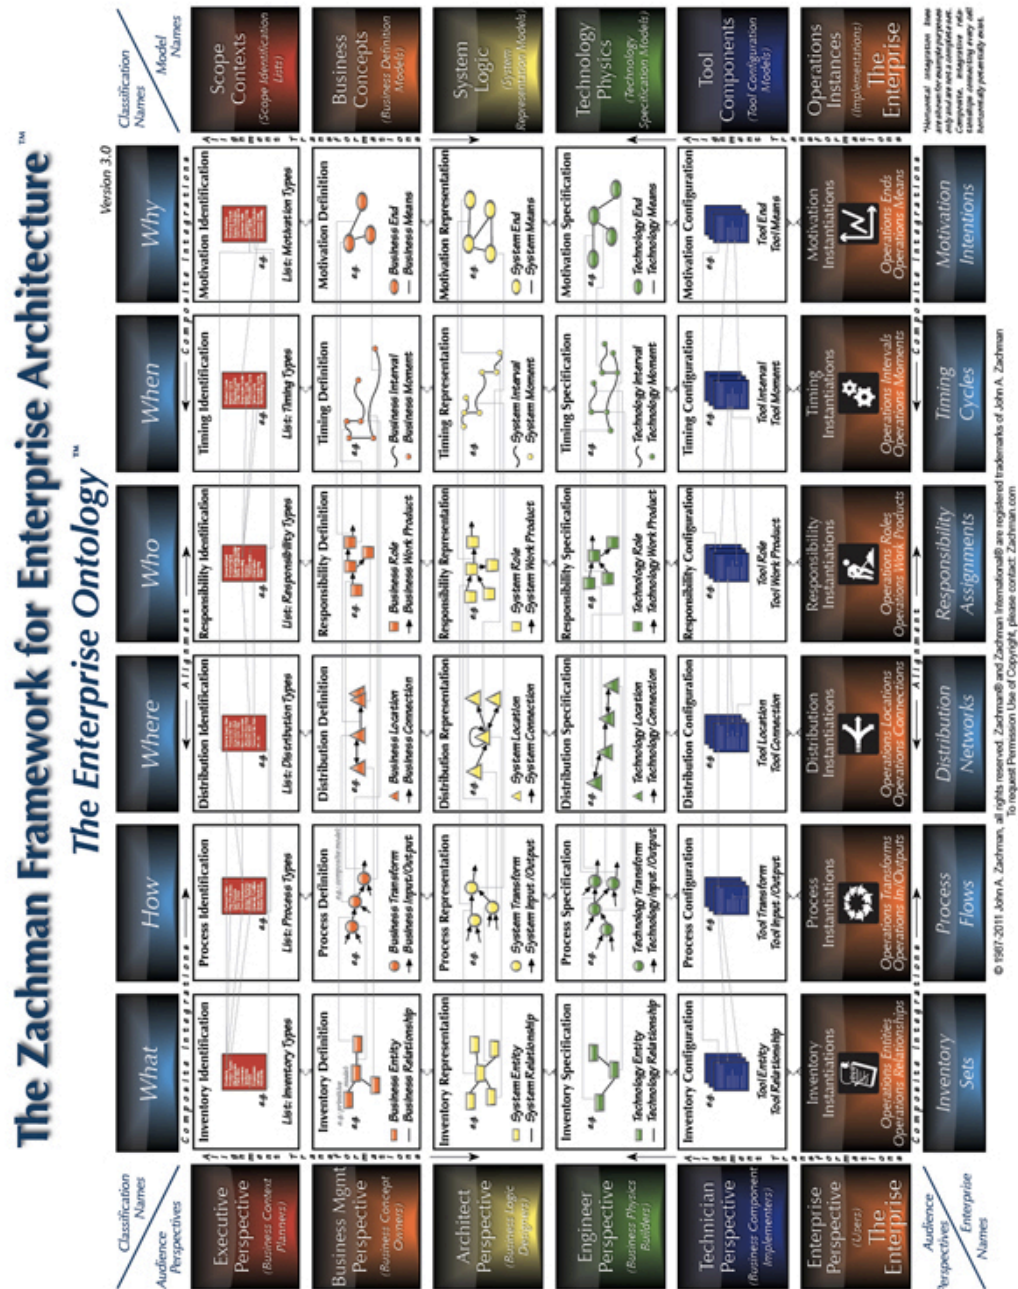 The Zachman Framework for Enterprise Architecture™
The Enterprise Ontology™
Version 3.0
Classification
Names
Audience
Perspectives
What
How
Where
Who
When
Why
Classification
Names
Model
Names
Composite Integrations
Alignment
Composite Integrations
Executive
Perspective
(Business Context
Planners)
Inventory Identification
e.g.
List: Inventory Types
Process Identification
e.g.
List: Process Types
Distribution Identification
e.g.
List: Distribution Types
Responsibility Identification
e.g.
List: Responsibility Types
Timing Identification
e.g.
List: Timing Types
Motivation Identification
e.g.
List: Motivation Types
Scope
Contexts
(Scope Identification
Lists)
Business Mgmt
Perspective
(Business Concept
Owners)
Inventory Definition
Business Entity
Business Relationship
Process Definition
Business Transform
Business Input/Output
Distribution Definition
e.g.
Business Location
Business Connection
Responsibility Definition
e.g.
Business Role
Business Work Product
Timing Definition
e.g.
Business Interval
Business Moment
Motivation Definition
e.g.
Business End
Business Means
Business
Concepts
(Business Definition
Models)
Architect
Perspective
(Business Logic
Designers)
Inventory Representation
e.g.
System Entity
System Relationship
Process Representation
e.g.
System Transform
System Input/Output
Distribution Representation
e.g.
System Location
System Connection
Responsibility Representation
e.g.
System Role
System Work Product
Timing Representation
e.g.
System Interval
System Moment
Motivation Representation
e.g.
System End
System Means
System
Logic
(System
Representation Models)
Engineer
Perspective
(Business Physics
Builders)
Inventory Specification
e.g.
Technology Entity
Technology Relationship
Process Specification
e.g.
Technology Transform
Technology Input/Output
Distribution Specification
e.g.
Technology Location
Technology Connection
Responsibility Specification
e.g.
Technology Role
Technology Work Product
Timing Specification
e.g.
Technology Interval
Technology Moment
Motivation Specification
e.g.
Technology End
Technology Means
Technology
Physics
(Technology
Specification Models)
Technician
Perspective
(Business Component
Implementers)
Inventory Configuration
e.g.
Tool Entity
Tool Relationship
Process Configuration
e.g.
Tool Transform
Tool Input/Output
Distribution Configuration
e.g.
Tool Location
Tool Connection
Responsibility Configuration
e.g.
Tool Role
Tool Work Product
Timing Configuration
e.g.
Tool Interval
Tool Moment
Motivation Configuration
e.g.
Tool End
Tool Means
Tool
Components
(Tool Configuration
Models)
Enterprise
Perspective
(Users)
The
Enterprise
Inventory
Instantiations
Operations Entities
Operations Relationships
Process
Instantiations
Operations Transforms
Operations In/Outputs
Distribution
Instantiations
Operations Locations
Operations Connections
Responsibility
Instantiations
Operations Roles
Operations Work Products
Timing
Instantiations
Operations Intervals
Operations Moments
Motivation
Instantiations
Operations Ends
Operations Means
Operations
Instances
(Implementations)
The
Enterprise
Composite Integrations
Alignment
Audience
Perspectives
Enterprise
Names
Inventory
Sets
Process
Flows
Distribution
Networks
Responsibility
Assignments
Timing
Cycles
Motivation
Intentions
© 1987-2011 John A. Zachman, all rights reserved. Zachman® and Zachman International® are registered trademarks of John A. Zachman
To request Permission Use of Copyright, please contact: Zachman.com